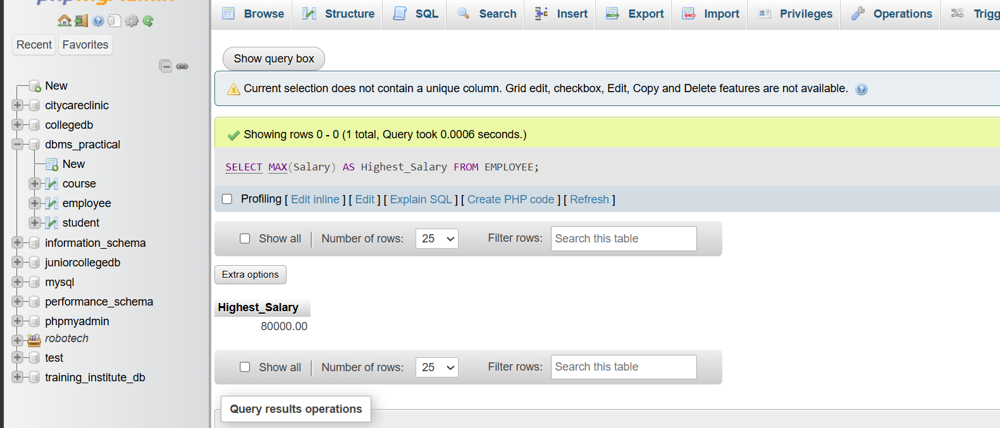 phpMyAdmin
Recent
Favorites
New
citycareclinic
collegedb
dbms_practical
New
course
employee
student
information_schema
juniorcollegedb
mysql
performance_schema
phpmyadmin
robotech
test
training_institute_db
Browse
Structure
SQL
Search
Insert
Export
Import
Privileges
Operations
Trigg
Show query box
Current selection does not contain a unique column. Grid edit, checkbox, Edit, Copy and Delete features are not available.
Showing rows 0 - 0 (1 total, Query took 0.0006 seconds.)
SELECT MAX(Salary) AS Highest_Salary FROM EMPLOYEE;
Profiling [ Edit inline ] [ Edit ] [ Explain SQL ] [ Create PHP code ] [ Refresh ]
Show all | Number of rows: 25 Filter rows: Search this table
Extra options
Highest_Salary
80000.00
Show all | Number of rows: 25 Filter rows: Search this table
Query results operations